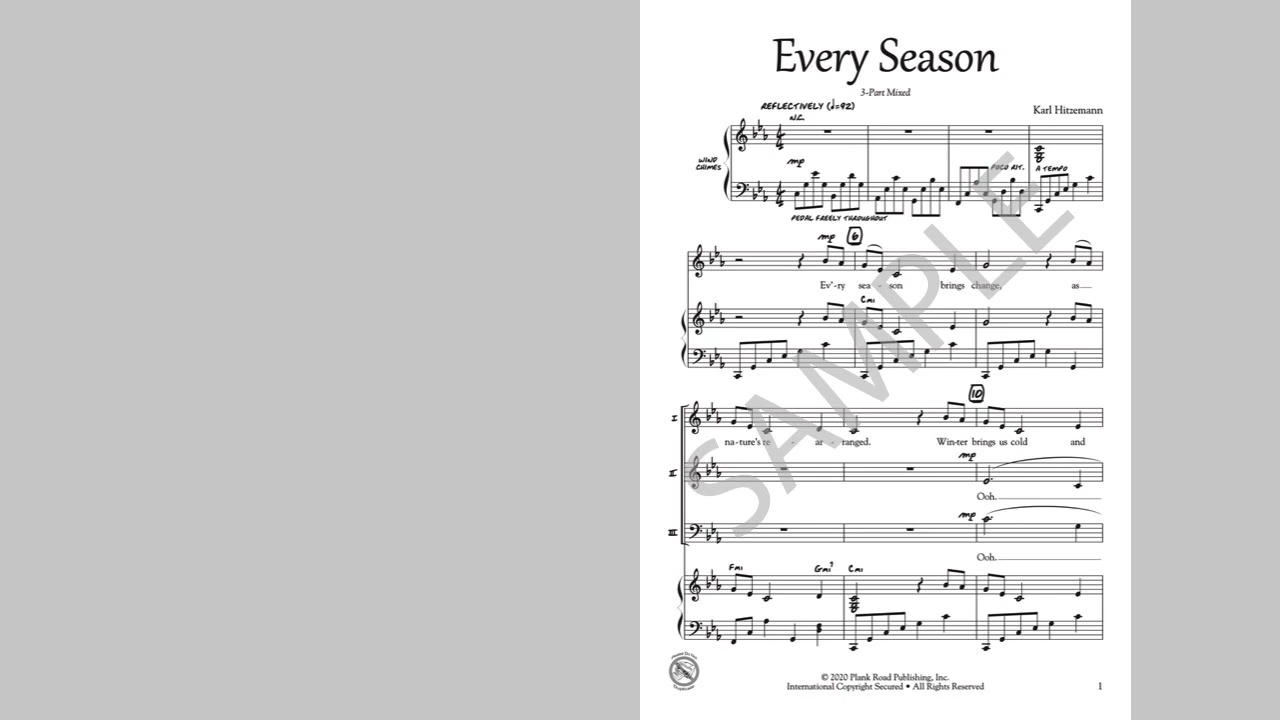 Every Season
3-Part Mixed
Karl Hitzemann
REFLECTIVELY (♩=92)
N.C.
WIND CHIMES
mp
POCO RIT. A TEMPO
PEDAL FREELY THROUGHOUT
mp 6
Ev'-ry sea - son brings change, as
Cmi
10
I
na-ture's re - ar - ranged. Win-ter brings us cold and
mp
II
Ooh.
mp
III
Ooh.
Fmi Gmi7 Cmi
SAMPLE
© 2020 Plank Road Publishing, Inc.
International Copyright Secured • All Rights Reserved 1